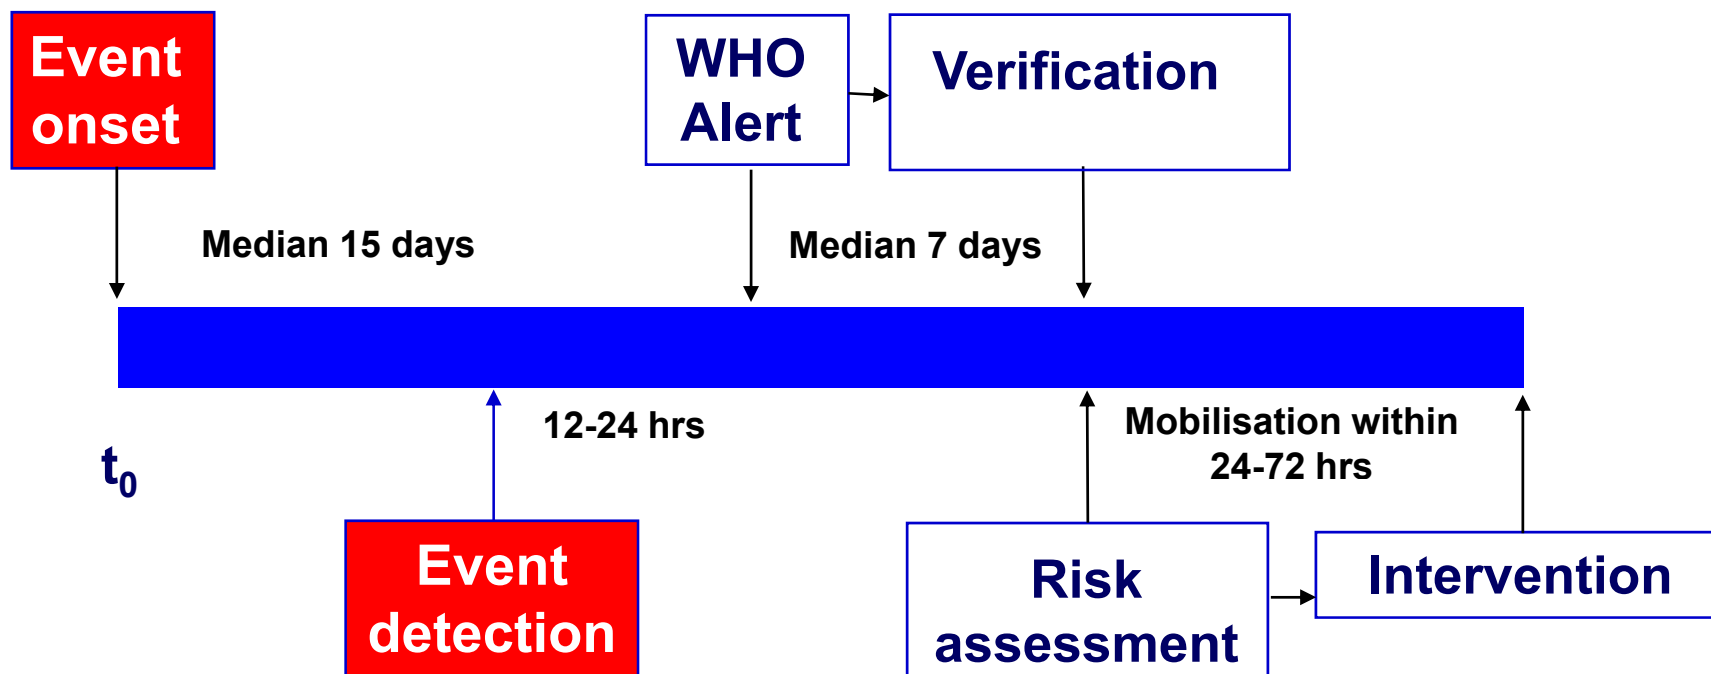 Event
onset
WHO
Alert
Verification
Median 15 days
Median 7 days
12-24 hrs
Mobilisation within
24-72 hrs
t₀
Event
detection
Risk
assessment
Intervention